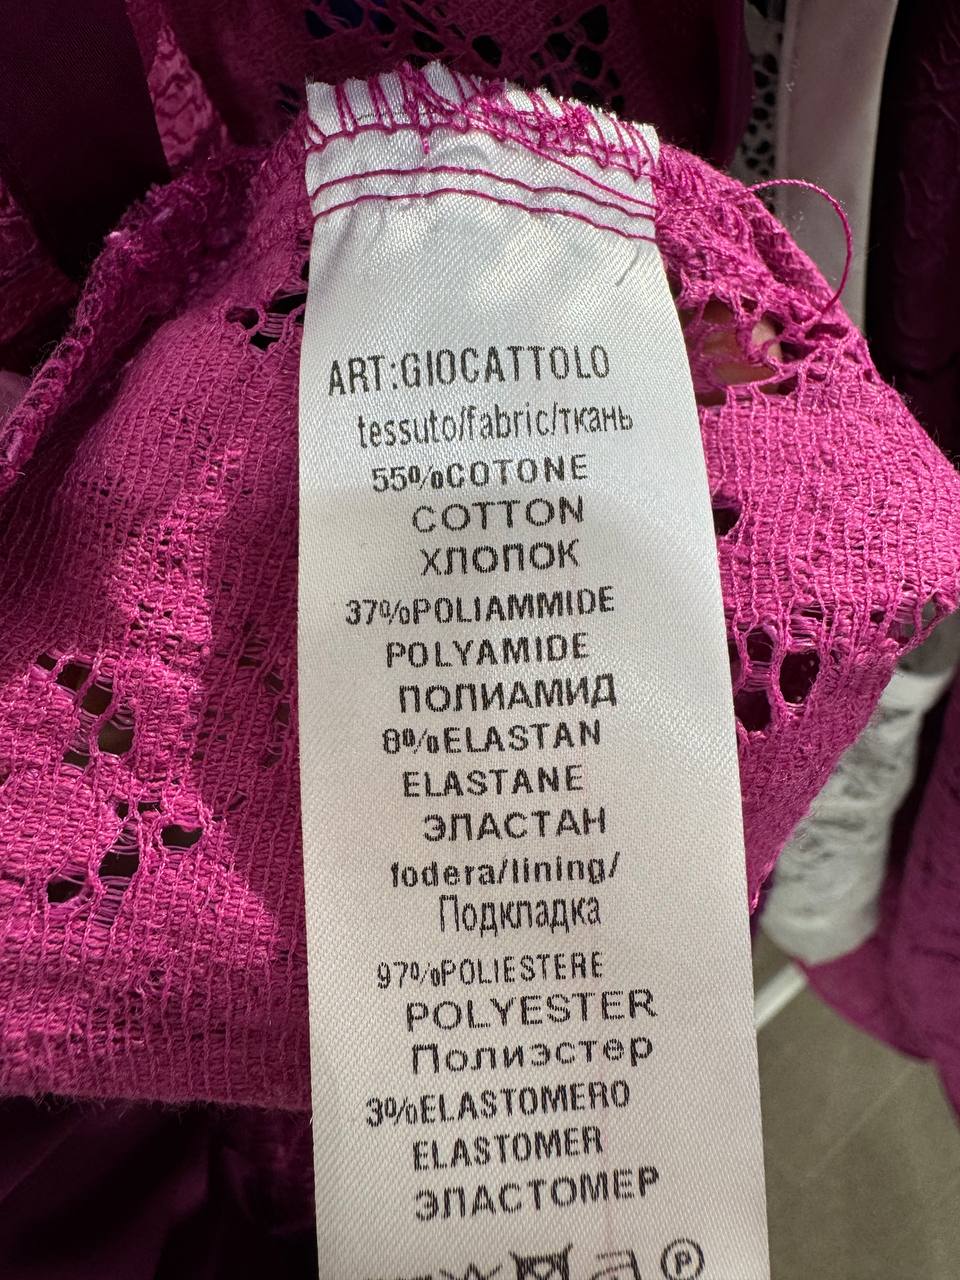 ART:GIOCATTOLO
tessuto/fabric/ткань
55%COTONE
COTTON
ХЛОПОК
37%POLIAMMIDE
POLYAMIDE
ПОЛИАМИД
8%ELASTAN
ELASTANE
ЭЛАСТАН
fodera/lining/
Подкладка
97%POLIESTERE
POLYESTER
Полиэстер
3%ELASTOMERO
ELASTOMER
ЭЛАСТОМЕР
P